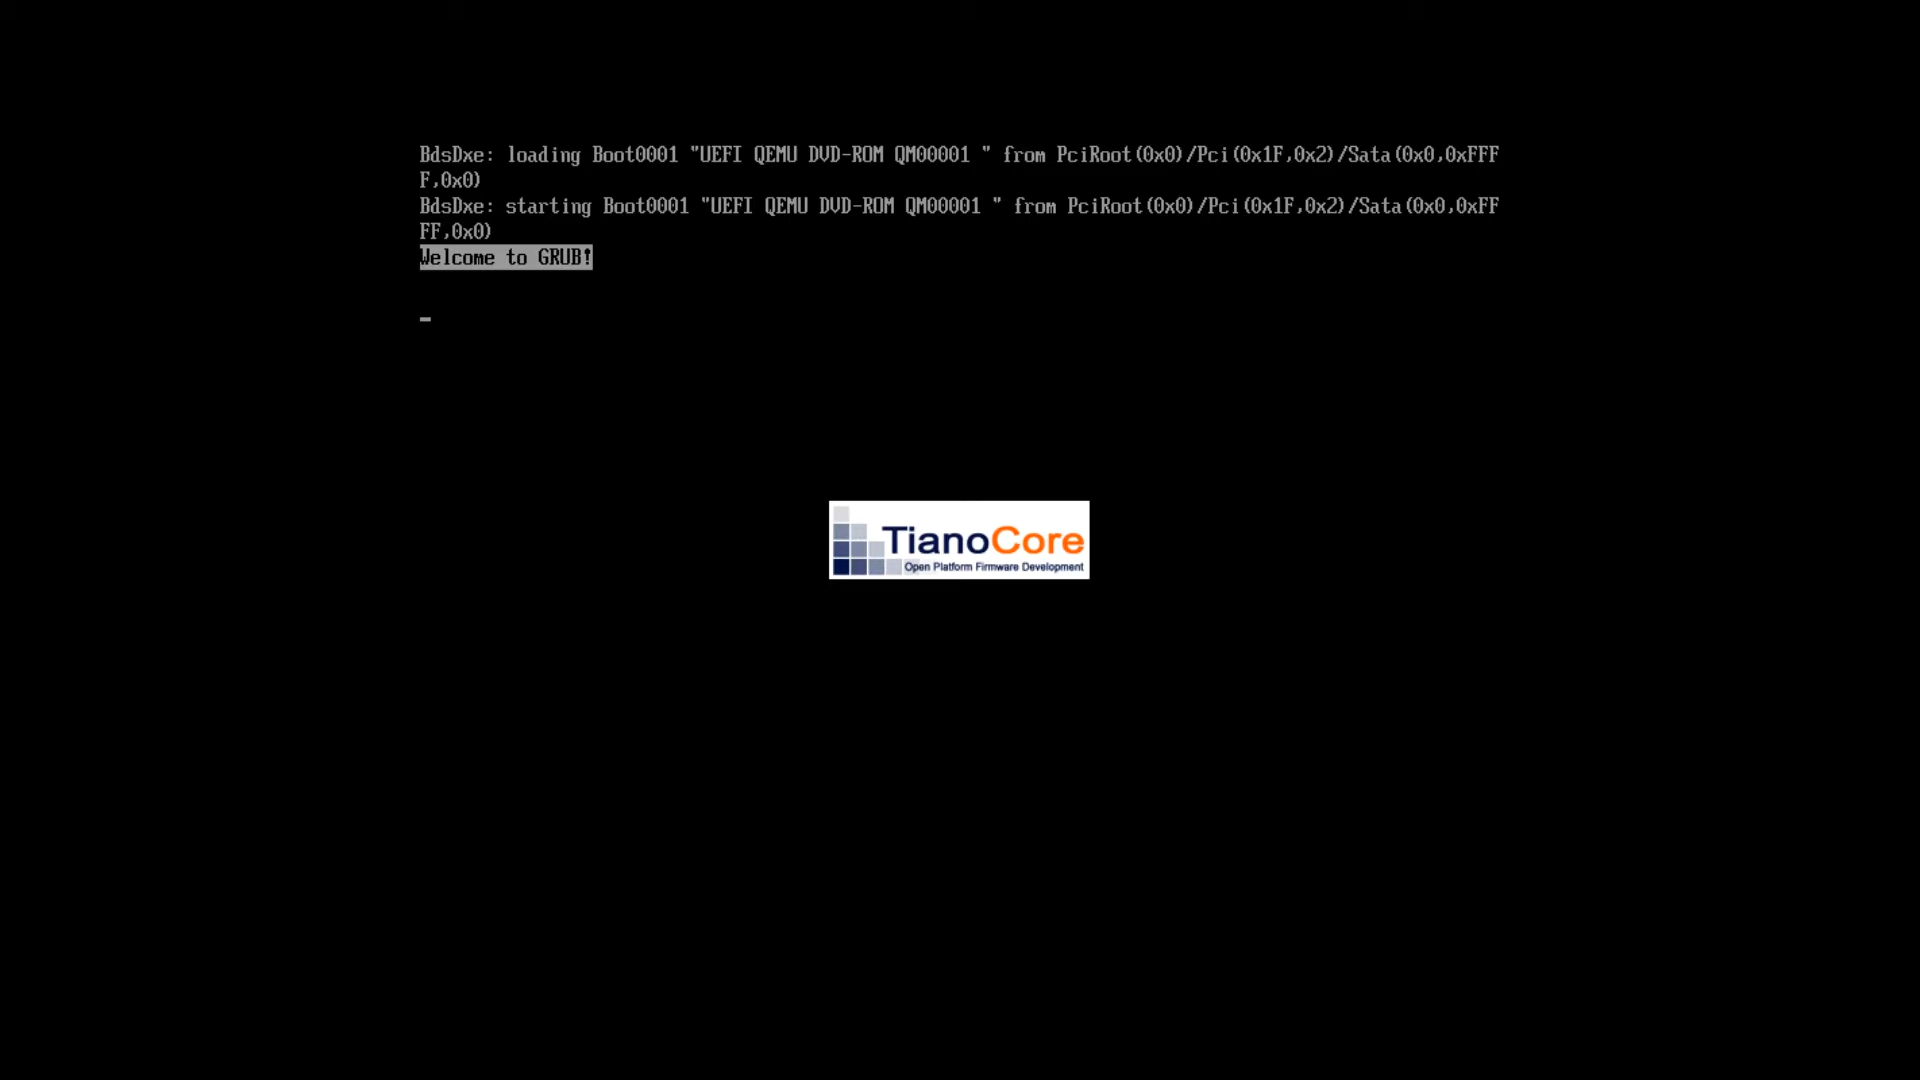 BdsDxe: loading Boot0001 "UEFI QEMU DVD-ROM QM00001 " from PciRoot(0x0)/Pci(0x1F,0x2)/Sata(0x0,0xFFF
F,0x0)
BdsDxe: starting Boot0001 "UEFI QEMU DVD-ROM QM00001 " from PciRoot(0x0)/Pci(0x1F,0x2)/Sata(0x0,0xFF
FF,0x0)
Welcome to GRUB!
TianoCore
Open Platform Firmware Development